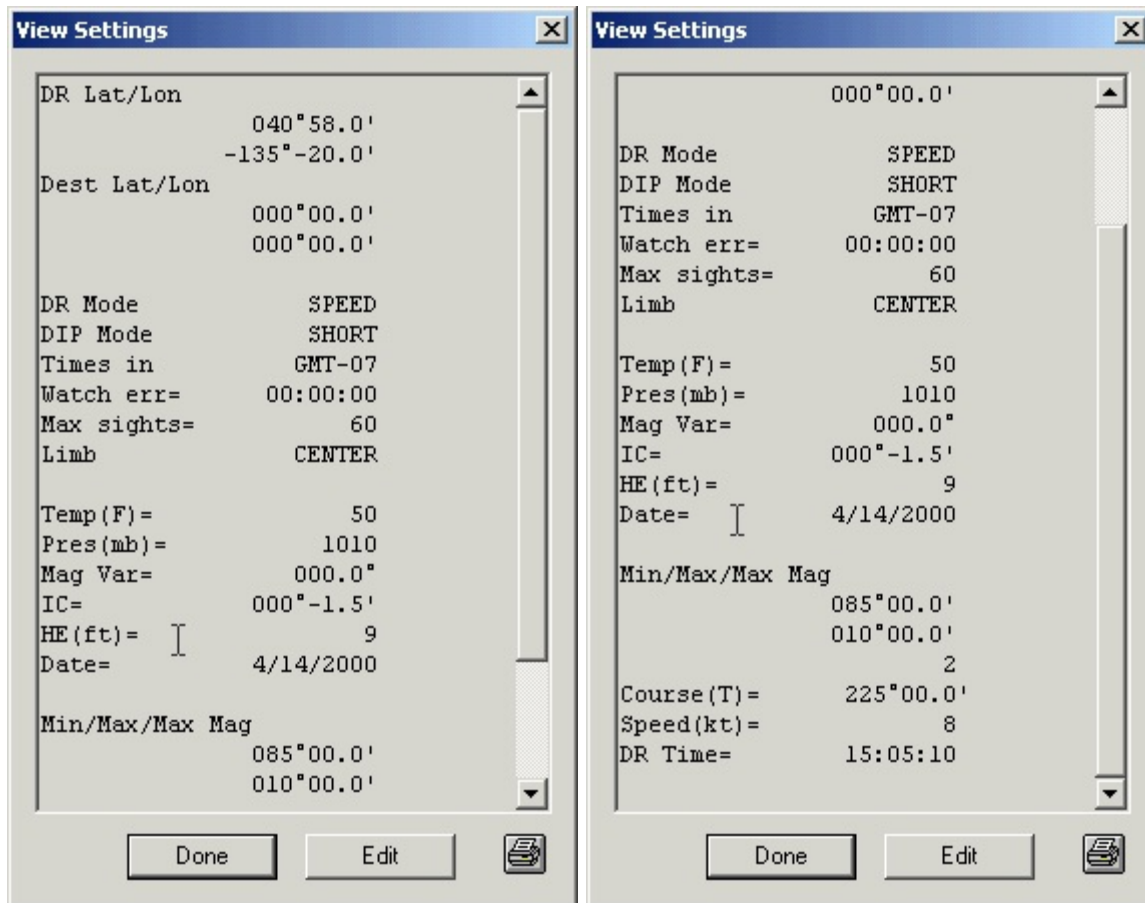 View Settings
DR Lat/Lon
040°58.0'
-135°-20.0'
Dest Lat/Lon
000°00.0'
000°00.0'
DR Mode SPEED
DIP Mode SHORT
Times in GMT-07
Watch err= 00:00:00
Max sights= 60
Limb CENTER
Temp(F)= 50
Pres(mb)= 1010
Mag Var= 000.0°
IC= 000°-1.5'
HE(ft)= 9
Date= 4/14/2000
Min/Max/Max Mag
085°00.0'
010°00.0'
Done Edit
View Settings
000°00.0'
DR Mode SPEED
DIP Mode SHORT
Times in GMT-07
Watch err= 00:00:00
Max sights= 60
Limb CENTER
Temp(F)= 50
Pres(mb)= 1010
Mag Var= 000.0°
IC= 000°-1.5'
HE(ft)= 9
Date= 4/14/2000
Min/Max/Max Mag
085°00.0'
010°00.0'
2
Course(T)= 225°00.0'
Speed(kt)= 8
DR Time= 15:05:10
Done Edit